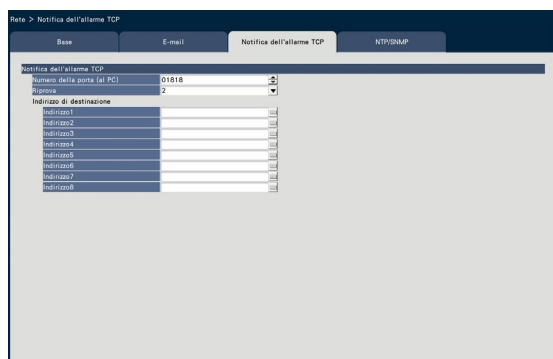 Rete > Notifica dell'allarme TCP
Base E-mail Notifica dell'allarme TCP NTP/SNMP
Notifica dell'allarme TCP
Numero della porta (al PC) 01818
Riprova 2
Indirizzo di destinazione
Indirizzo1
Indirizzo2
Indirizzo3
Indirizzo4
Indirizzo5
Indirizzo6
Indirizzo7
Indirizzo8